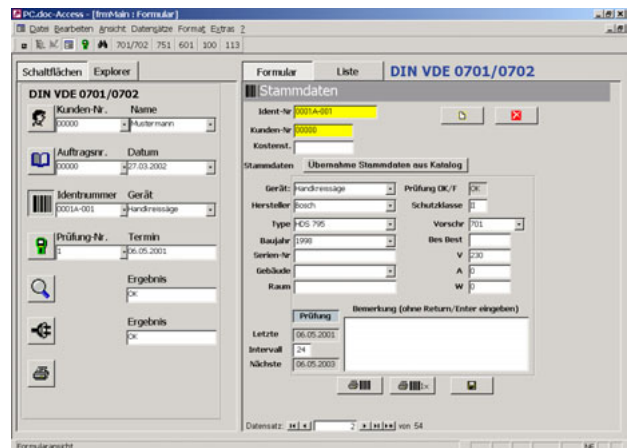 PC.doc-Access - [frmMain : Formular]
Datei Bearbeiten Ansicht Datensätze Format Extras ?
701/702 751 601 100 113
Schaltflächen Explorer
DIN VDE 0701/0702
Kunden-Nr. Name
00000 Mustermann
Auftragsnr. Datum
00000 27.03.2002
Identnummer Gerät
0001A-001 Handkreissäge
Prüfung-Nr. Termin
1 06.05.2001
Ergebnis
OK
Ergebnis
OK
Formular Liste DIN VDE 0701/0702
Stammdaten
Ident-Nr 0001A-001
Kunden-Nr 00000
Kostenst.
Stammdaten Übernahme Stammdaten aus Katalog
Gerät: Handkreissäge Prüfung OK/F OK
Hersteller Bosch Schutzklasse II
Type HDS 795 Vorschr 701
Baujahr 1998 Bes Best
Serien-Nr V 230
Gebäude A 0
Raum W 0
Prüfung Bemerkung (ohne Return/Enter eingeben)
Letzte 06.05.2001
Intervall 24
Nächste 06.05.2003
1x
Datensatz: 2 von 54
Formularansicht NF